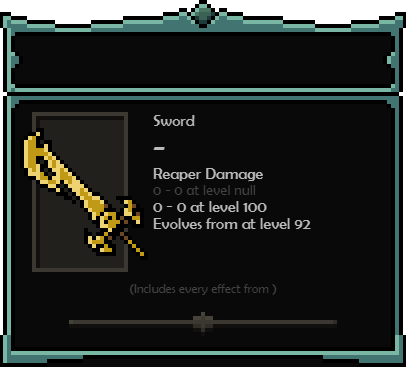 Sword
–
Reaper Damage
0 - 0 at level null
0 - 0 at level 100
Evolves from at level 92
(Includes every effect from )